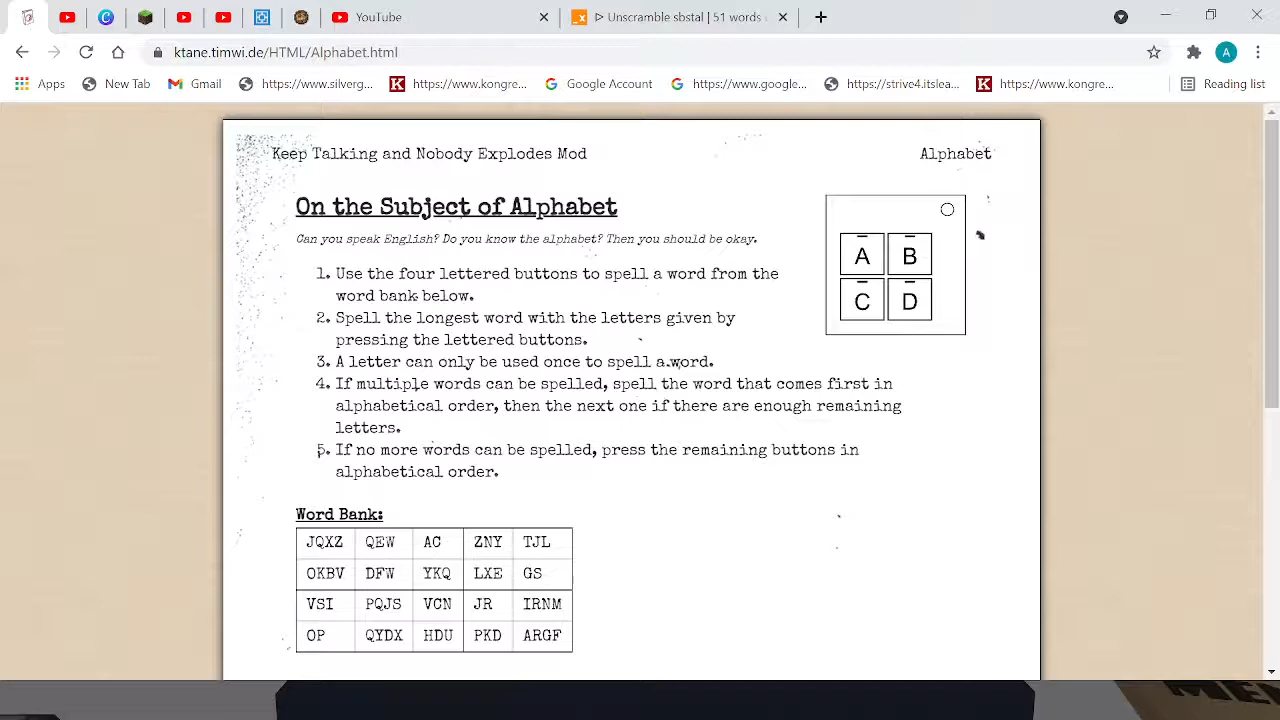 YouTube
Unscramble sbstal | 51 words
ktane.timwi.de/HTML/Alphabet.html
A
Apps New Tab Gmail https://www.silverg... https://www.kongre... Google Account https://www.google... https://strive4.itslea... https://www.kongre... Reading list
Keep Talking and Nobody Explodes Mod Alphabet
On the Subject of Alphabet
Can you speak English? Do you know the alphabet? Then you should be okay.
A B
C D
1. Use the four lettered buttons to spell a word from the
word bank below.
2. Spell the longest word with the letters given by
pressing the lettered buttons.
3. A letter can only be used once to spell a word.
4. If multiple words can be spelled, spell the word that comes first in
alphabetical order, then the next one if there are enough remaining
letters.
5. If no more words can be spelled, press the remaining buttons in
alphabetical order.
Word Bank:
JQXZ QEW AC ZNY TJL
OKBV DFW YKQ LXE GS
VSI PQJS VCN JR IRNM
OP QYDX HDU PKD ARGF